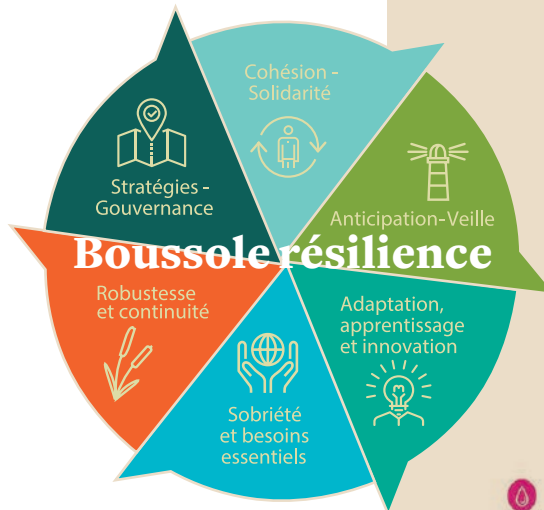 Cohésion -
Solidarité
Stratégies -
Gouvernance
Anticipation-Veille
Boussole résilience
Robustesse
et continuité
Adaptation,
apprentissage
et innovation
Sobriété
et besoins
essentiels